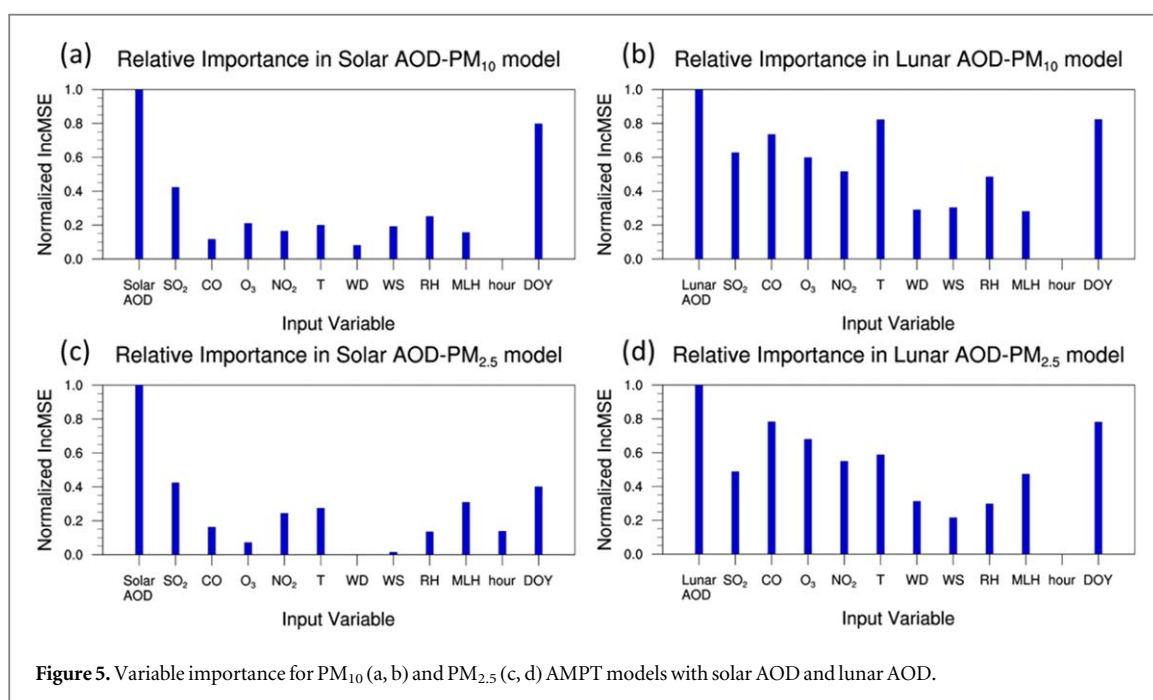 (a) Relative Importance in Solar AOD-PM₁₀ model
Normalized IncMSE
1.0
0.8
0.6
0.4
0.2
0.0
Solar AOD SO₂ CO O₃ NO₂ T WD WS RH MLH hour DOY
Input Variable
(b) Relative Importance in Lunar AOD-PM₁₀ model
Normalized IncMSE
1.0
0.8
0.6
0.4
0.2
0.0
Lunar AOD SO₂ CO O₃ NO₂ T WD WS RH MLH hour DOY
Input Variable
(c) Relative Importance in Solar AOD-PM₂.₅ model
Normalized IncMSE
1.0
0.8
0.6
0.4
0.2
0.0
Solar AOD SO₂ CO O₃ NO₂ T WD WS RH MLH hour DOY
Input Variable
(d) Relative Importance in Lunar AOD-PM₂.₅ model
Normalized IncMSE
1.0
0.8
0.6
0.4
0.2
0.0
Lunar AOD SO₂ CO O₃ NO₂ T WD WS RH MLH hour DOY
Input Variable
Figure 5. Variable importance for PM₁₀ (a, b) and PM₂.₅ (c, d) AMPT models with solar AOD and lunar AOD.